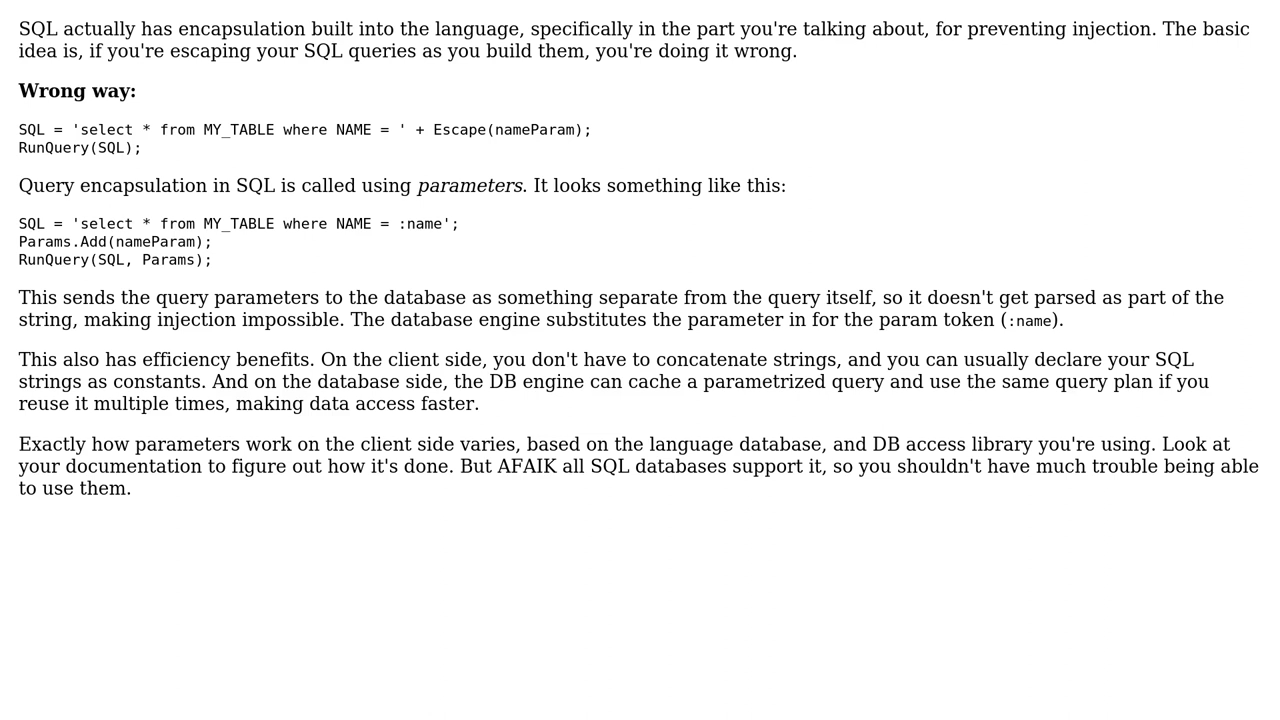 SQL actually has encapsulation built into the language, specifically in the part you're talking about, for preventing injection. The basic
idea is, if you're escaping your SQL queries as you build them, you're doing it wrong.
Wrong way:
SQL = 'select * from MY_TABLE where NAME = ' + Escape(nameParam);
RunQuery(SQL);
Query encapsulation in SQL is called using parameters. It looks something like this:
SQL = 'select * from MY_TABLE where NAME = :name';
Params.Add(nameParam);
RunQuery(SQL, Params);
This sends the query parameters to the database as something separate from the query itself, so it doesn't get parsed as part of the
string, making injection impossible. The database engine substitutes the parameter in for the param token (:name).
This also has efficiency benefits. On the client side, you don't have to concatenate strings, and you can usually declare your SQL
strings as constants. And on the database side, the DB engine can cache a parametrized query and use the same query plan if you
reuse it multiple times, making data access faster.
Exactly how parameters work on the client side varies, based on the language database, and DB access library you're using. Look at
your documentation to figure out how it's done. But AFAIK all SQL databases support it, so you shouldn't have much trouble being able
to use them.